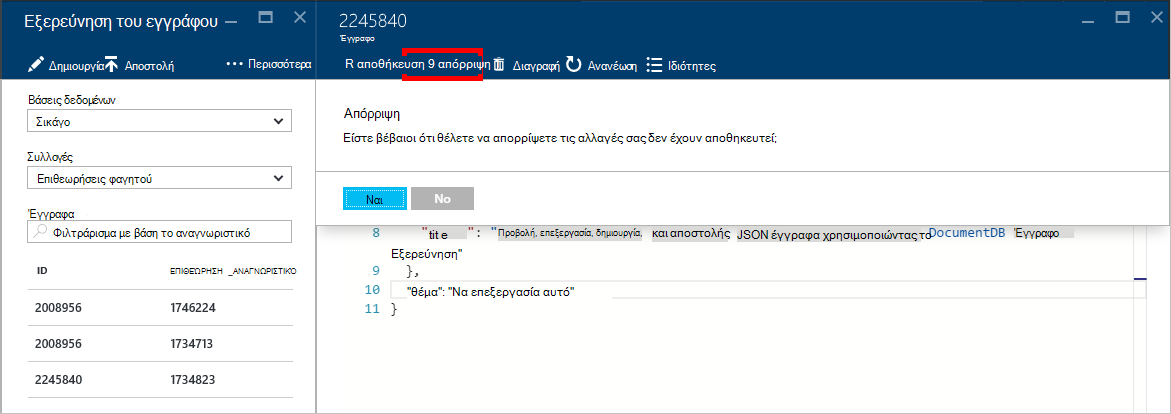 Εξερεύνηση του εγγράφου
Δημιουργία Αποστολή ••• Περισσότερα
Βάσεις δεδομένων
Σικάγο
Συλλογές
Επιθεωρήσεις φαγητού
Έγγραφα
Φιλτράρισμα με βάση το αναγνωριστικό
ID ΕΠΙΘΕΏΡΗΣΗ _ΑΝΑΓΝΩΡΙΣΤΙΚΌ
2008956 1746224
2008956 1734713
2245840 1734823
2245840
Έγγραφο
R αποθήκευση 9 απόρριψη Διαγραφή Ανανέωση Ιδιότητες
Απόρριψη
Είστε βέβαιοι ότι θέλετε να απορρίψετε τις αλλαγές σας δεν έχουν αποθηκευτεί;
Ναι No
8 "tit e ": "Προβολή, επεξεργασία, δημιουργία, και αποστολής JSON έγγραφα χρησιμοποιώντας το DocumentDB Έγγραφο
Εξερεύνηση"
9 },
10 "θέμα": "Να επεξεργασία αυτό"
11 }